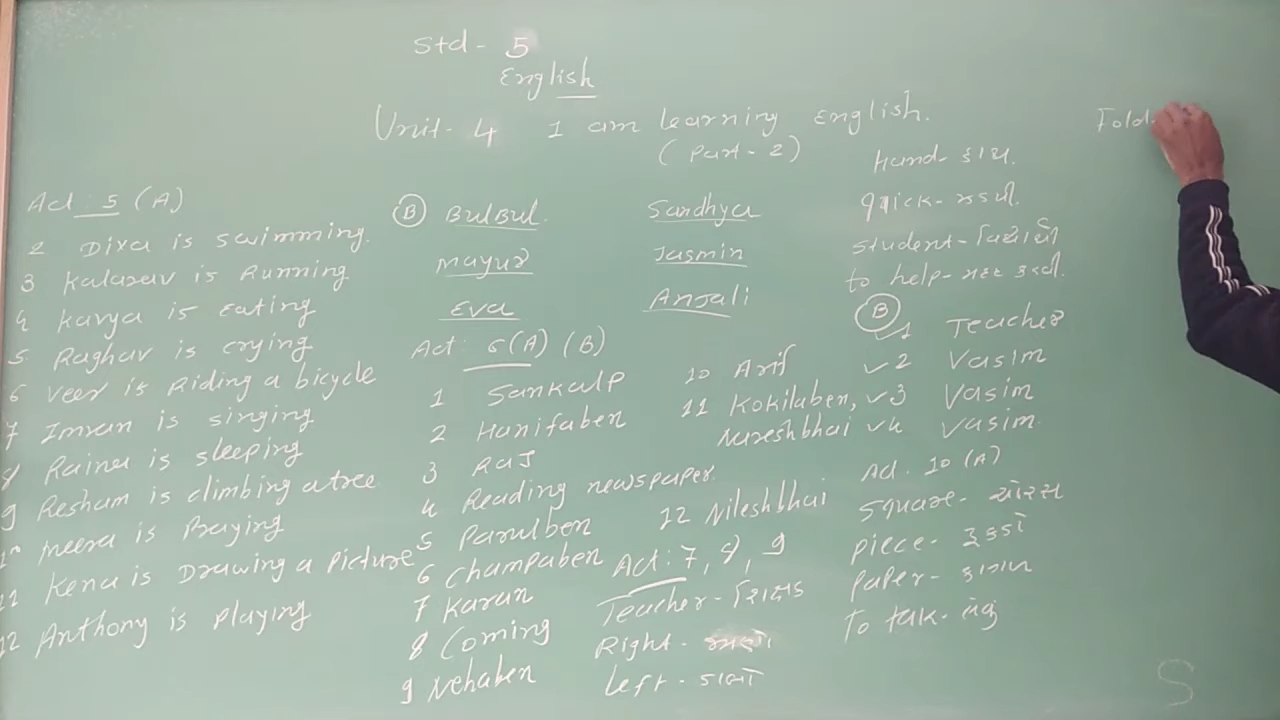 Std - 5
English
Unit - 4 I am learning English.
(Part - 2)
Act : 5 (A)
2 Dixa is swimming.
3 Kalarav is Running
4 Kavya is eating
5 Raghav is crying
6 Veer is Riding a bicycle
7 Imran is singing
8 Raina is sleeping
9 Resham is climbing a tree
10 Meera is Praying
11 Kena is Drawing a Picture
12 Anthony is playing
(B) BulBul.
Mayur
Eva
Sandhya
Jasmin
Anjali
Act : 6 (A) (B)
1 Sankalp
2 Hanifaben
3 Raj
4 Reading newspaper.
5 Parulben
6 Champaben
7 Karan
8 Coming
9 Nehaben
10 Arif
11 Kokilaben,
Nareshbhai
12 Nileshbhai
Act : 7, 8, 9
Teacher - શિક્ષક
Right - જમણો
Left - ડાબો
Hand - હાથ.
quick - ઝડપી.
student - વિદ્યાર્થી
to help - મદદ કરવી.
(B) 1 Teacher
2 Vasim
3 Vasim
4 Vasim.
Act. 10 (A)
square - ચોરસ
piece - ટુકડો
Paper - કાગળ
To tak - લેવું
Fold -
S